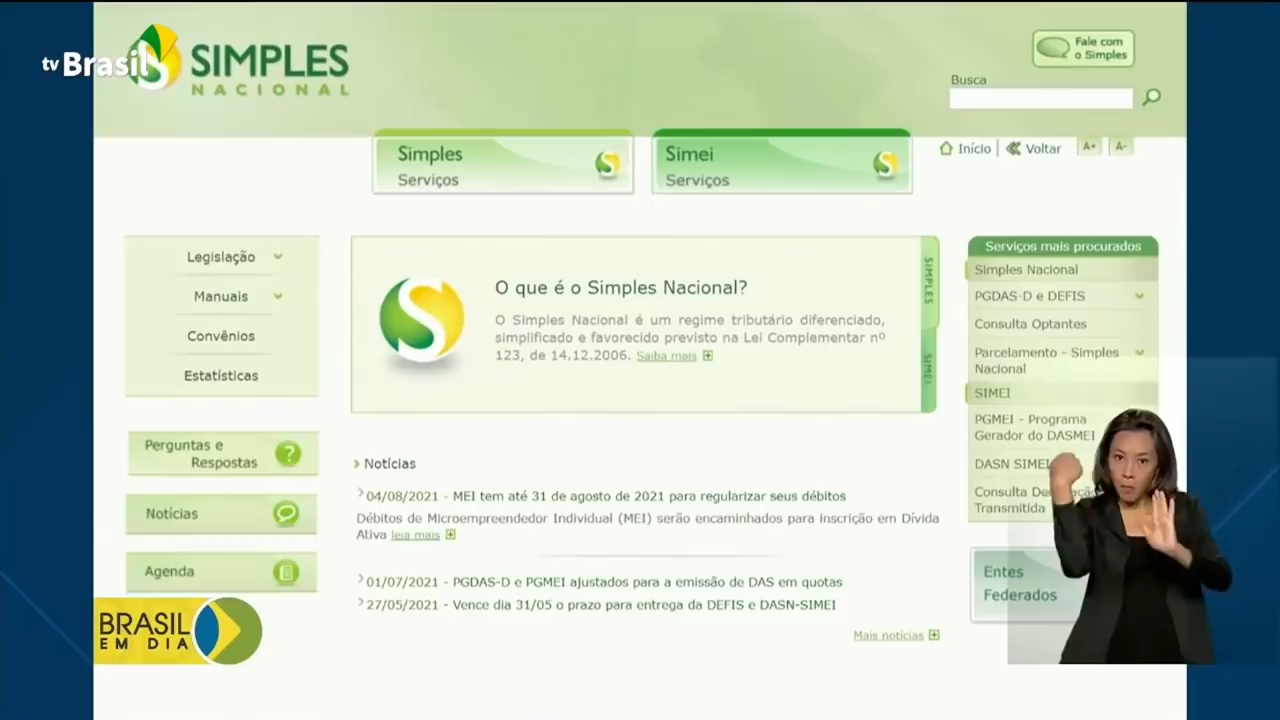 tv Brasil
SIMPLES
NACIONAL
Fale com
o Simples
Busca
Simples
Serviços
Simei
Serviços
Início
Voltar
A+
A-
Legislação
Manuais
Convênios
Estatísticas
Perguntas e
Respostas
Notícias
Agenda
O que é o Simples Nacional?
O Simples Nacional é um regime tributário diferenciado,
simplificado e favorecido previsto na Lei Complementar nº
123, de 14.12.2006. Saiba mais
SIMPLES
SIMEI
Notícias
04/08/2021 - MEI tem até 31 de agosto de 2021 para regularizar seus débitos
Débitos de Microempreendedor Individual (MEI) serão encaminhados para inscrição em Dívida
Ativa leia mais
01/07/2021 - PGDAS-D e PGMEI ajustados para a emissão de DAS em quotas
27/05/2021 - Vence dia 31/05 o prazo para entrega da DEFIS e DASN-SIMEI
Mais notícias
Serviços mais procurados
Simples Nacional
PGDAS-D e DEFIS
Consulta Optantes
Parcelamento - Simples
Nacional
SIMEI
PGMEI - Programa
Gerador do DASMEI
DASN SIMEI
Consulta
Transmitida
Entes
Federados
BRASIL
EM DIA